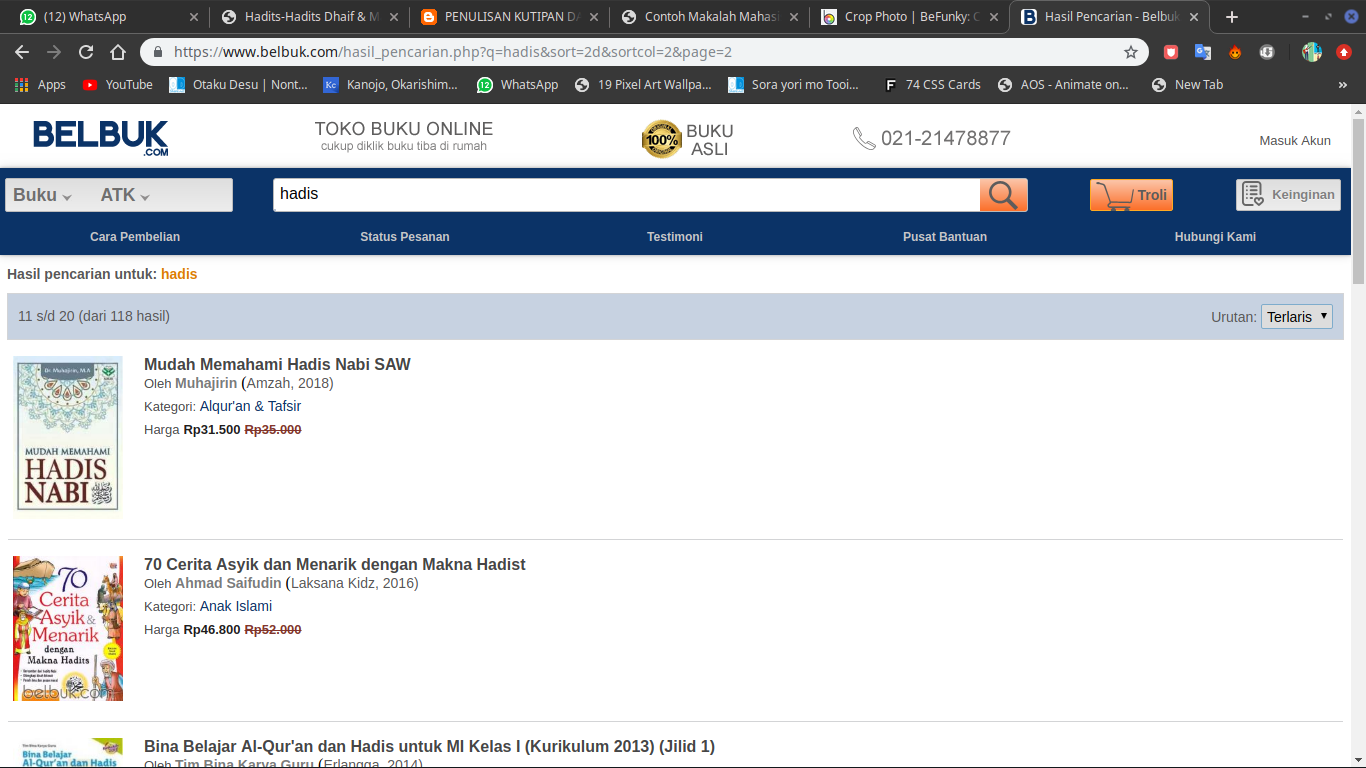 (12) WhatsApp
Hadits-Hadits Dhaif & M
PENULISAN KUTIPAN DA
Contoh Makalah Mahasi
Crop Photo | BeFunky: C
Hasil Pencarian - Belbuk
https://www.belbuk.com/hasil_pencarian.php?q=hadis&sort=2d&sortcol=2&page=2
Apps
YouTube
Otaku Desu | Nont...
Kc
Kanojo, Okarishim...
12
WhatsApp
19 Pixel Art Wallpa...
Sora yori mo Tooi...
F
74 CSS Cards
AOS - Animate on...
New Tab
»
BELBUK
.COM
TOKO BUKU ONLINE
cukup diklik buku tiba di rumah
100%
BUKU
ASLI
021-21478877
Masuk Akun
Buku
ATK
hadis
Troli
Keinginan
Cara Pembelian
Status Pesanan
Testimoni
Pusat Bantuan
Hubungi Kami
Hasil pencarian untuk: hadis
11 s/d 20 (dari 118 hasil)
Urutan: Terlaris
Dr. Muhajirin, M.A
MUDAH MEMAHAMI
HADIS
NABI
Mudah Memahami Hadis Nabi SAW
Oleh Muhajirin (Amzah, 2018)
Kategori: Alqur'an & Tafsir
Harga Rp31.500 Rp35.000
70
Cerita
Asyik &
Menarik
dengan
Makna Hadits
belbuk.com
70 Cerita Asyik dan Menarik dengan Makna Hadist
Oleh Ahmad Saifudin (Laksana Kidz, 2016)
Kategori: Anak Islami
Harga Rp46.800 Rp52.000
Tim Bina Karya Guru
Bina Belajar
Al-Qur'an dan Hadis
Bina Belajar Al-Qur'an dan Hadis untuk MI Kelas I (Kurikulum 2013) (Jilid 1)
Oleh Tim Bina Karya Guru (Erlangga, 2014)